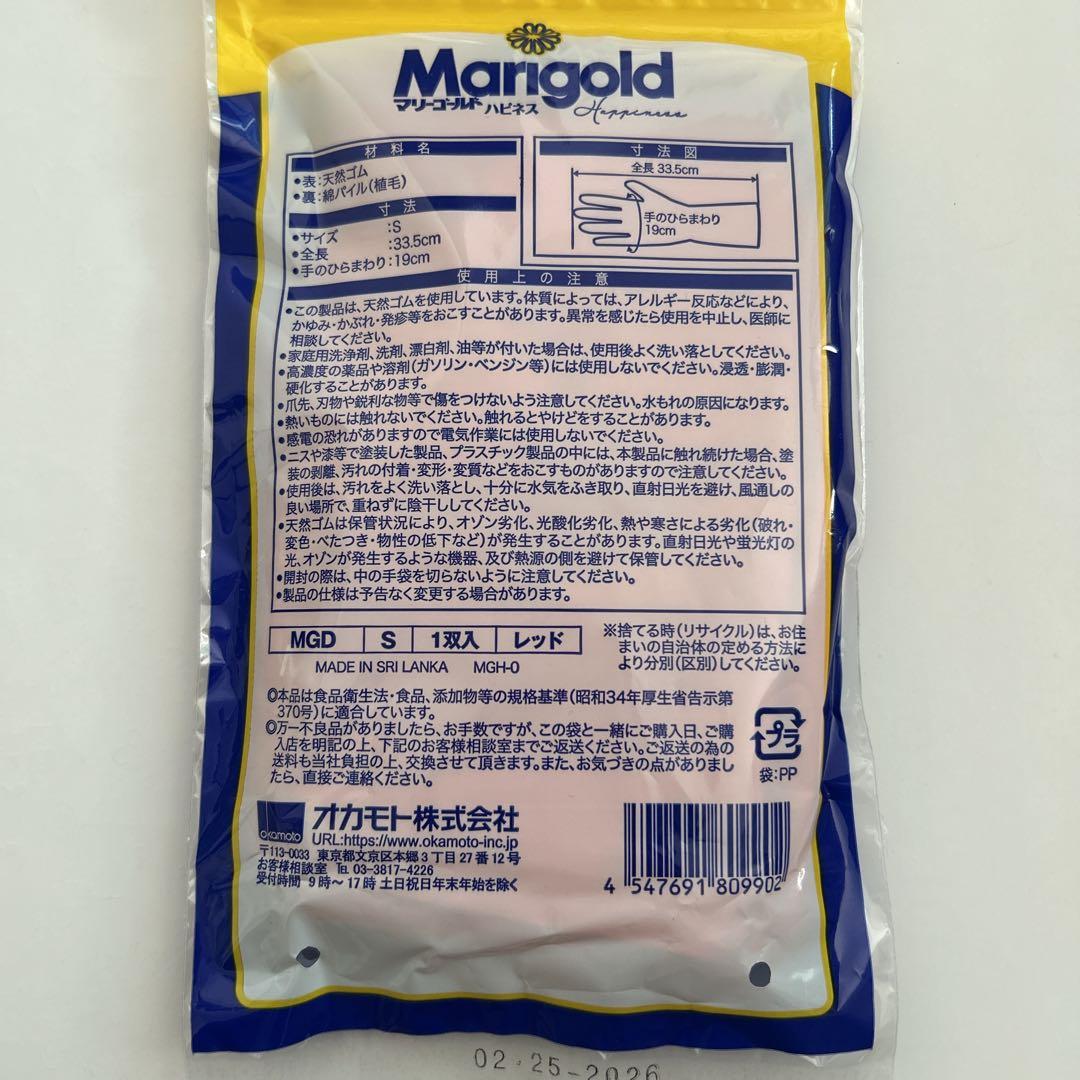 Marigold
マリーゴールド ハピネス Happiness
材料名
●表:天然ゴム
●裏:綿パイル(植毛)
寸法
●サイズ :S
●全長 :33.5cm
●手のひらまわり:19cm
寸法図
全長 33.5cm
手のひらまわり
19cm
使用上の注意
●この製品は、天然ゴムを使用しています。体質によっては、アレルギー反応などにより、
かゆみ・かぶれ・発疹等をおこすことがあります。異常を感じたら使用を中止し、医師に
相談してください。
●家庭用洗浄剤、洗剤、漂白剤、油等が付いた場合は、使用後よく洗い落としてください。
●高濃度の薬品や溶剤(ガソリン・ベンジン等)には使用しないでください。浸透・膨潤・
硬化することがあります。
●爪先、刃物や鋭利な物等で傷をつけないよう注意してください。水もれの原因になります。
●熱いものには触れないでください。触れるとやけどをすることがあります。
●感電の恐れがありますので電気作業には使用しないでください。
●ニスや漆等で塗装した製品、プラスチック製品の中には、本製品に触れ続けた場合、塗
装の剥離、汚れの付着・変形・変質などをおこすものがありますので注意してください。
●使用後は、汚れをよく洗い落とし、十分に水気をふき取り、直射日光を避け、風通しの
良い場所で、重ねずに陰干ししてください。
●天然ゴムは保管状況により、オゾン劣化、光酸化劣化、熱や寒さによる劣化(破れ・
変色・べたつき・物性の低下など)が発生することがあります。直射日光や蛍光灯の
光、オゾンが発生するような機器、及び熱源の側を避けて保管してください。
●開封の際は、中の手袋を切らないように注意してください。
●製品の仕様は予告なく変更する場合があります。
MGD S 1双入 レッド
MADE IN SRI LANKA MGH-0
※捨てる時(リサイクル)は、お住
まいの自治体の定める方法に
より分別(区別)してください。
◎本品は食品衛生法・食品、添加物等の規格基準(昭和34年厚生省告示第
370号)に適合しています。
◎万一不良品がありましたら、お手数ですが、この袋と一緒にご購入日、ご購
入店を明記の上、下記のお客様相談室までご返送ください。ご返送の為の
送料も当社負担の上、交換させて頂きます。また、お気づきの点がありまし
たら、直接ご連絡ください。
プラ
袋:PP
okamoto オカモト株式会社
URL:https://www.okamoto-inc.jp
〒113-0033 東京都文京区本郷3丁目27番12号
お客様相談室 TEL 03-3817-4226
受付時間 9時～17時 土日祝日年末年始を除く
4 547691 809902
02-25-2026